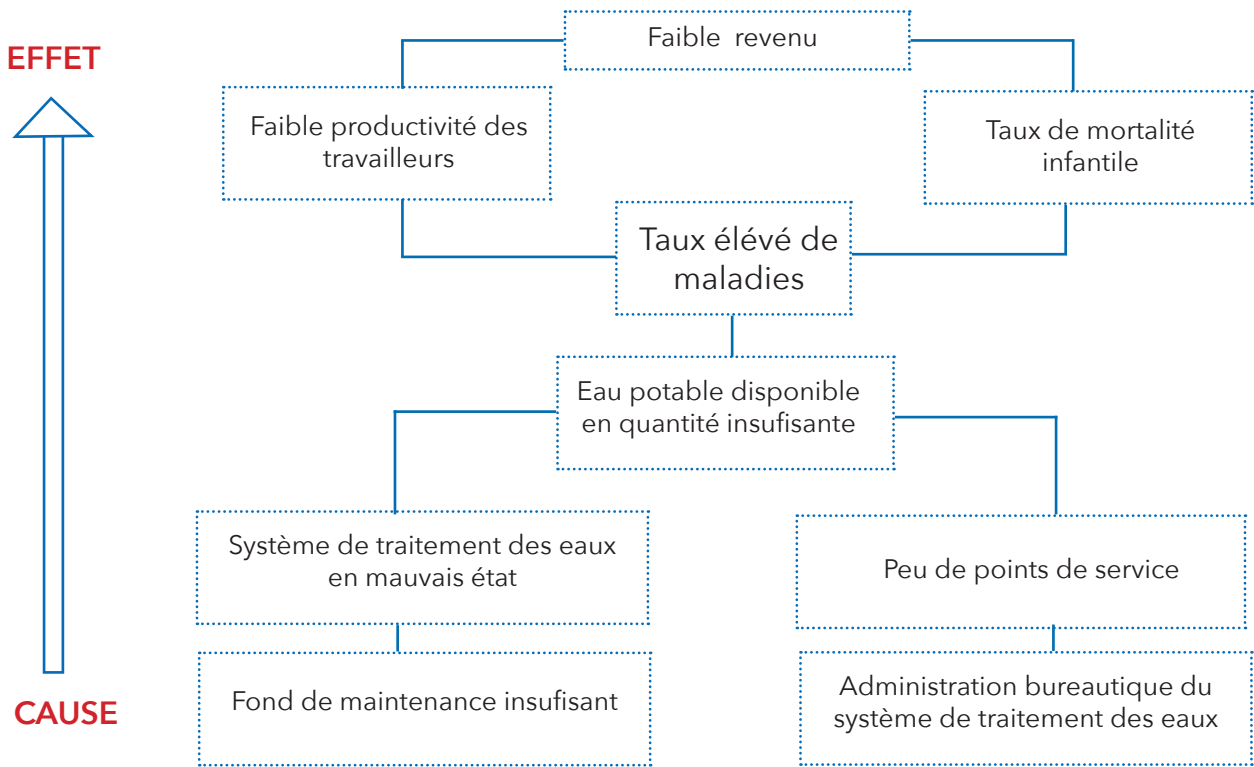 Faible revenu
EFFET
Faible productivité des
travailleurs
Taux de mortalité
infantile
Taux élévé de
maladies
Eau potable disponible
en quantité insufisante
Système de traitement des eaux
en mauvais état
Peu de points de service
Fond de maintenance insufisant
Administration bureautique du
système de traitement des eaux
CAUSE